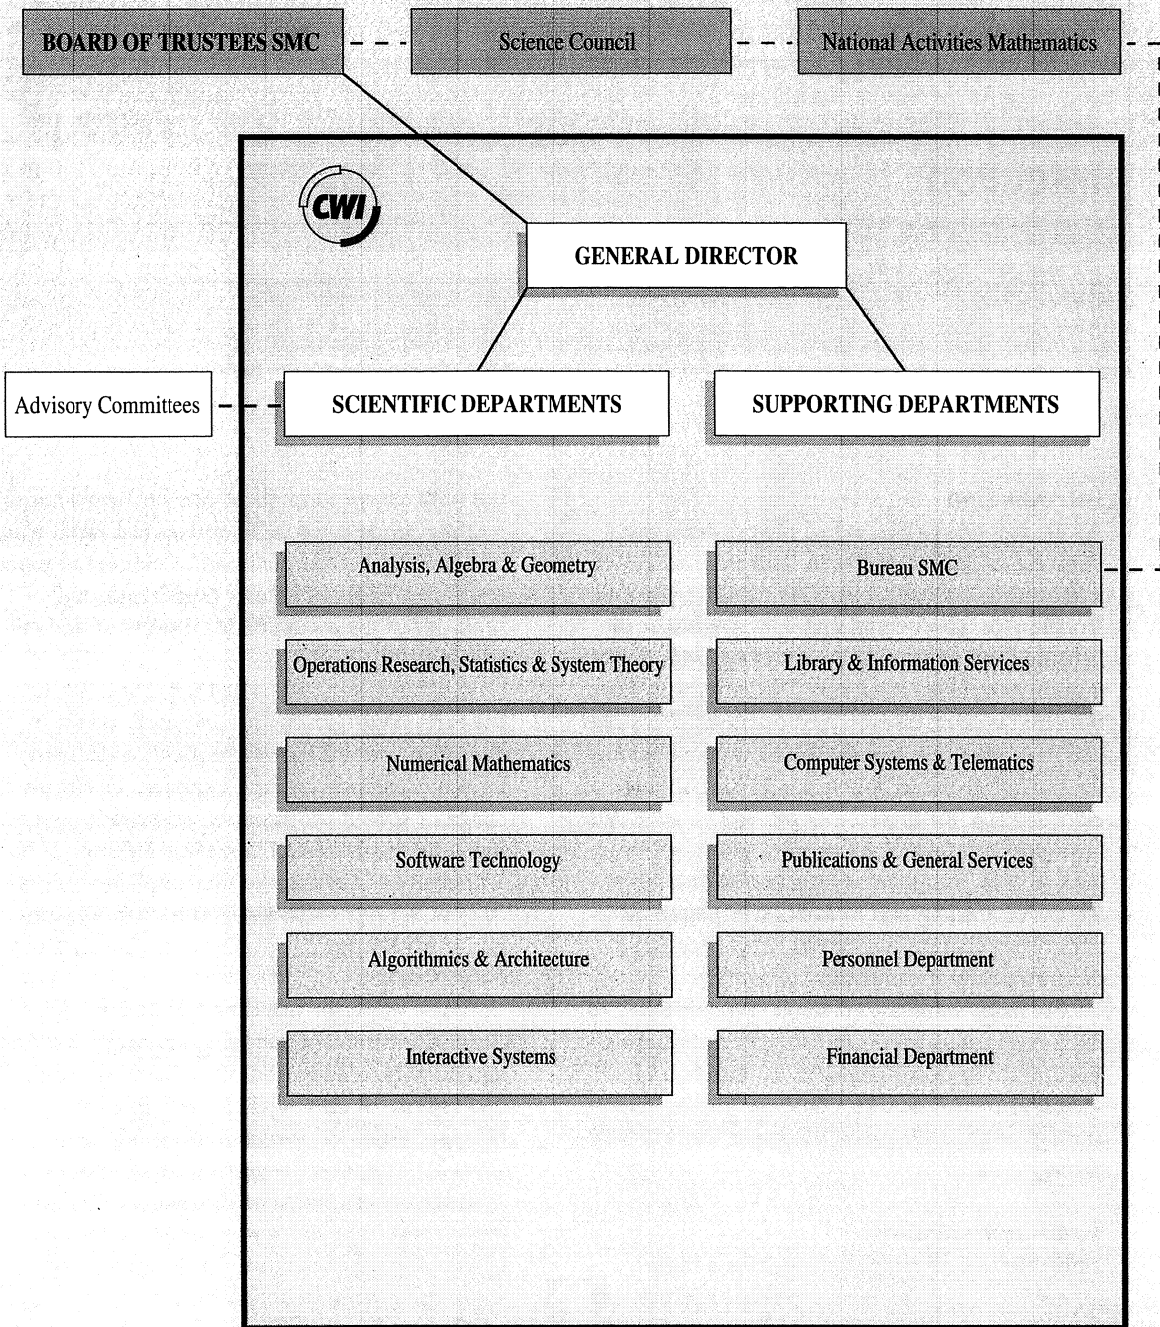 BOARD OF TRUSTEES SMC
Science Council
National Activities Mathematics
CWI
GENERAL DIRECTOR
Advisory Committees
SCIENTIFIC DEPARTMENTS
SUPPORTING DEPARTMENTS
Analysis, Algebra & Geometry
Bureau SMC
Operations Research, Statistics & System Theory
Library & Information Services
Numerical Mathematics
Computer Systems & Telematics
Software Technology
Publications & General Services
Algorithmics & Architecture
Personnel Department
Interactive Systems
Financial Department